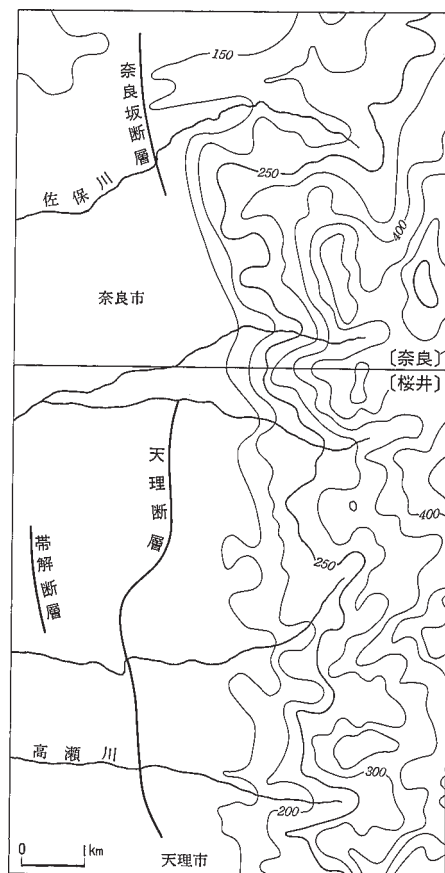 150
奈良坂断層
250
佐保川
400
奈良市
〔奈良〕
〔桜井〕
天理断層
400
帯解断層
250
高瀬川
300
200
0 1km
天理市